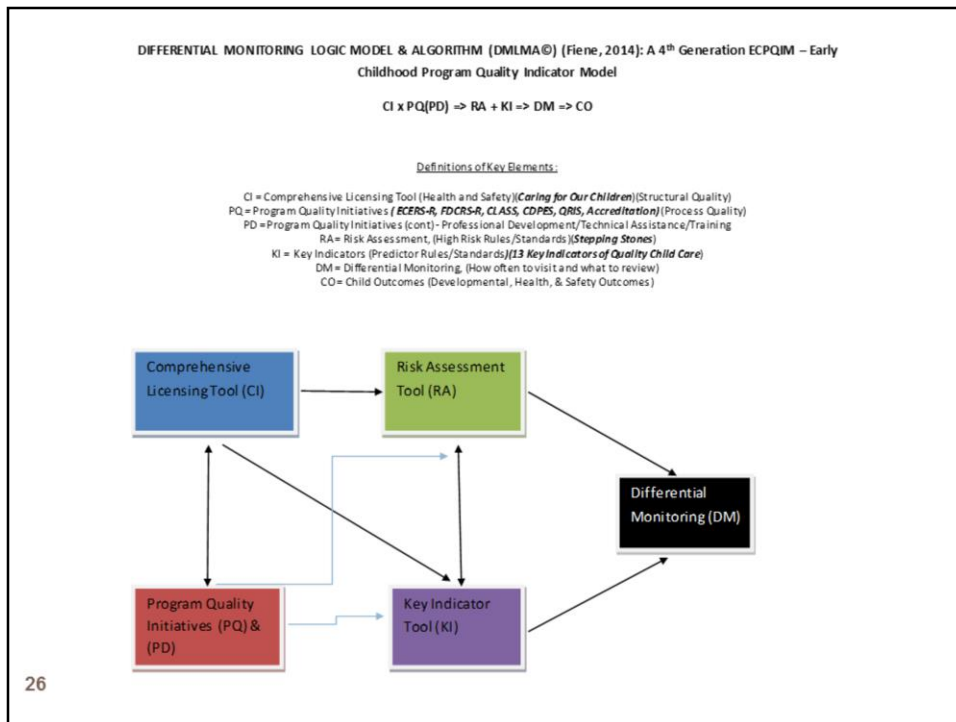 DIFFERENTIAL MONITORING LOGIC MODEL & ALGORITHM (DMLMA©) (Fiene, 2014): A 4th Generation ECPQIM – Early
Childhood Program Quality Indicator Model
CI x PQ(PD) => RA + KI => DM => CO
Definitions of Key Elements:
CI = Comprehensive Licensing Tool (Health and Safety)(Caring for Our Children)(Structural Quality)
PQ = Program Quality Initiatives ( ECERS-R, FDCRS-R, CLASS, CDPES, QRIS, Accreditation) (Process Quality)
PD =Program Quality Initiatives (cont) - Professional Development/Technical Assistance/Training
RA= Risk Assessment, (High Risk Rules/Standards)(Stepping Stones)
KI = Key Indicators (Predictor Rules/Standards)(13 Key Indicators of Quality Child Care)
DM = Differential Monitoring, (How often to visit and what to review)
CO= Child Outcomes (Developmental, Health, & Safety Outcomes)
Comprehensive
Licensing Tool (CI)
Risk Assessment
Tool (RA)
Differential
Monitoring (DM)
Program Quality
Initiatives (PQ) &
(PD)
Key Indicator
Tool (KI)
26